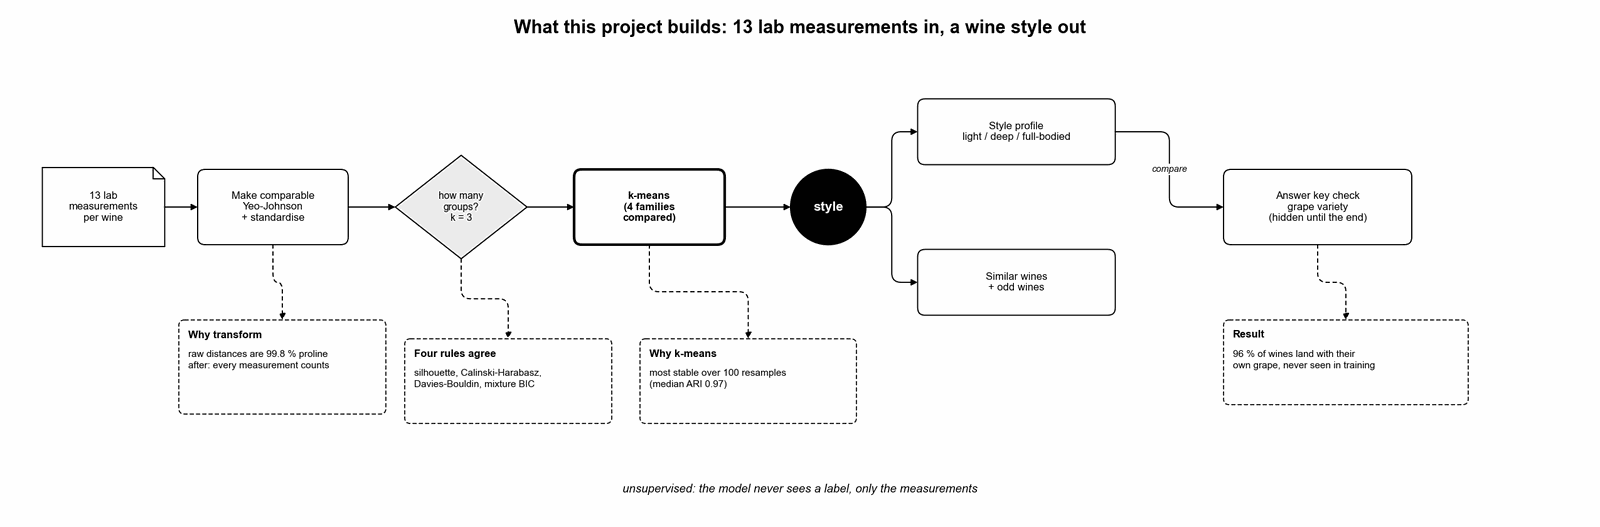 What this project builds: 13 lab measurements in, a wine style out
13 lab
measurements
per wine
Make comparable
Yeo-Johnson
+ standardise
how many
groups?
k = 3
k-means
(4 families
compared)
style
Style profile
light / deep / full-bodied
compare
Similar wines
+ odd wines
Answer key check
grape variety
(hidden until the end)
Why transform
raw distances are 99.8 % proline
after: every measurement counts
Four rules agree
silhouette, Calinski-Harabasz,
Davies-Bouldin, mixture BIC
Why k-means
most stable over 100 resamples
(median ARI 0.97)
Result
96 % of wines land with their
own grape, never seen in training
unsupervised: the model never sees a label, only the measurements